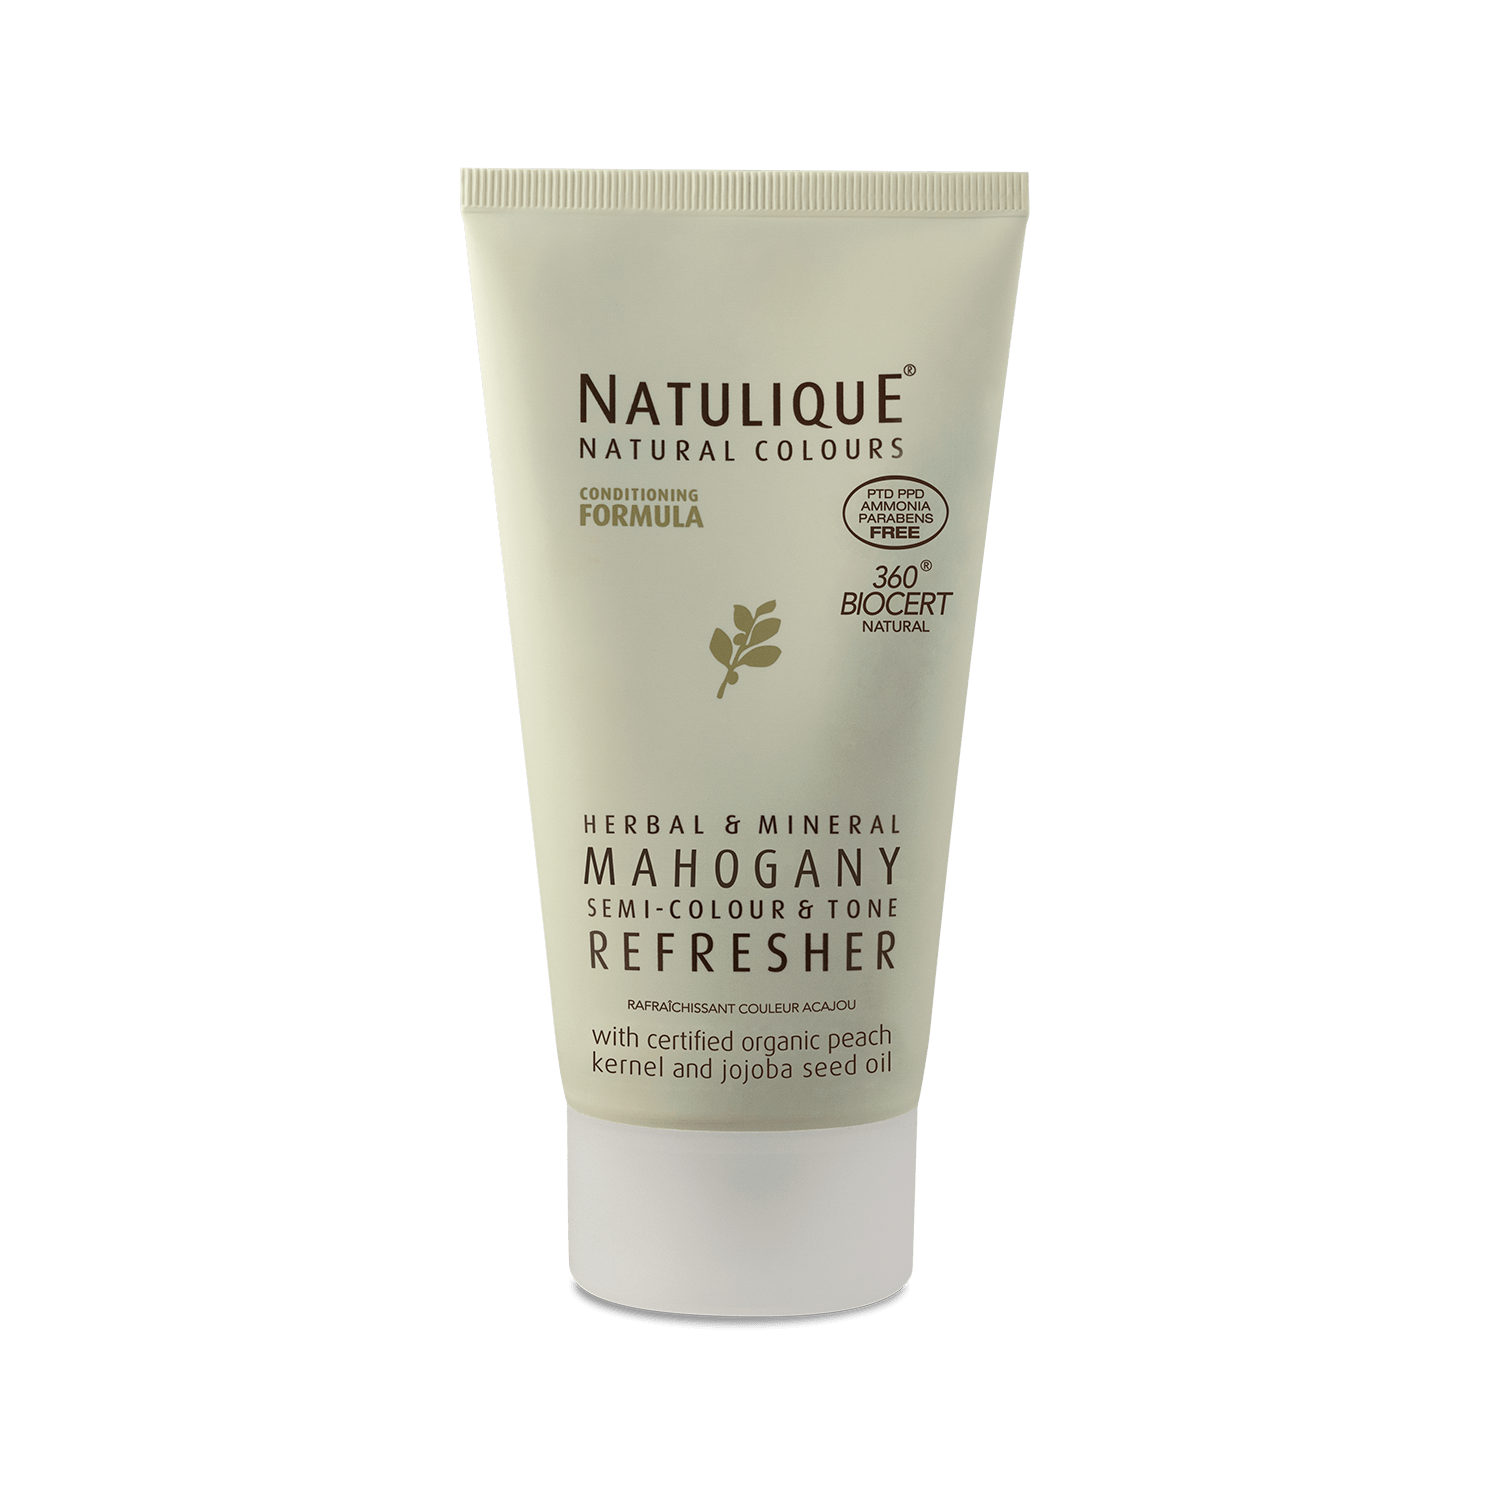 NATULIQUE®
NATURAL COLOURS
CONDITIONING
FORMULA
PTD PPD
AMMONIA
PARABENS
FREE
360®
BIOCERT
NATURAL
HERBAL & MINERAL
MAHOGANY
SEMI-COLOUR & TONE
REFRESHER
RAFRAÎCHISSANT COULEUR ACAJOU
with certified organic peach
kernel and jojoba seed oil